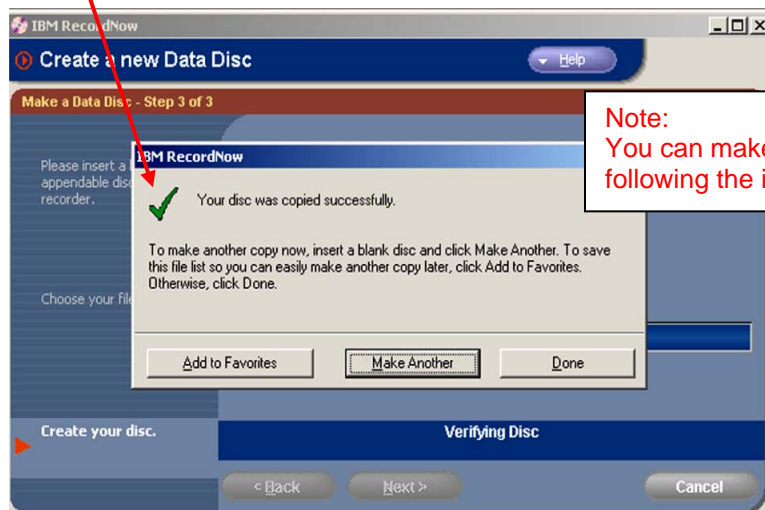 IBM RecordNow
Create a new Data Disc
Help
Make a Data Disc - Step 3 of 3
Note:
You can make
following the i
Please insert a
appendable disc
recorder.
IBM RecordNow
Your disc was copied successfully.
To make another copy now, insert a blank disc and click Make Another. To save
this file list so you can easily make another copy later, click Add to Favorites.
Otherwise, click Done.
Choose your file
Add to Favorites
Make Another
Done
Create your disc.
Verifying Disc
< Back
Next >
Cancel